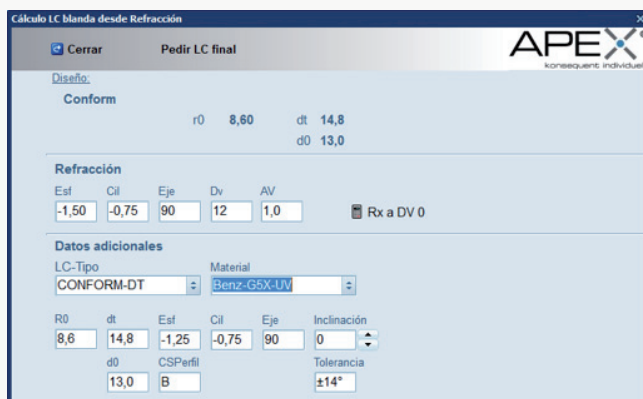 Cálculo LC blanda desde Refracción
Cerrar Pedir LC final
APEX
konsequent individuel
Diseño:
Conform
r0 8,60 dt 14,8
d0 13,0
Refracción
Esf Cil Eje Dv AV
-1,50 -0,75 90 12 1,0 Rx a DV 0
Datos adicionales
LC-Tipo Material
CONFORM-DT Benz-G5X-UV
R0 dt Esf Cil Eje Inclinación
8,6 14,8 -1,25 -0,75 90 0
d0 CSPerfil Tolerancia
13,0 B ±14°